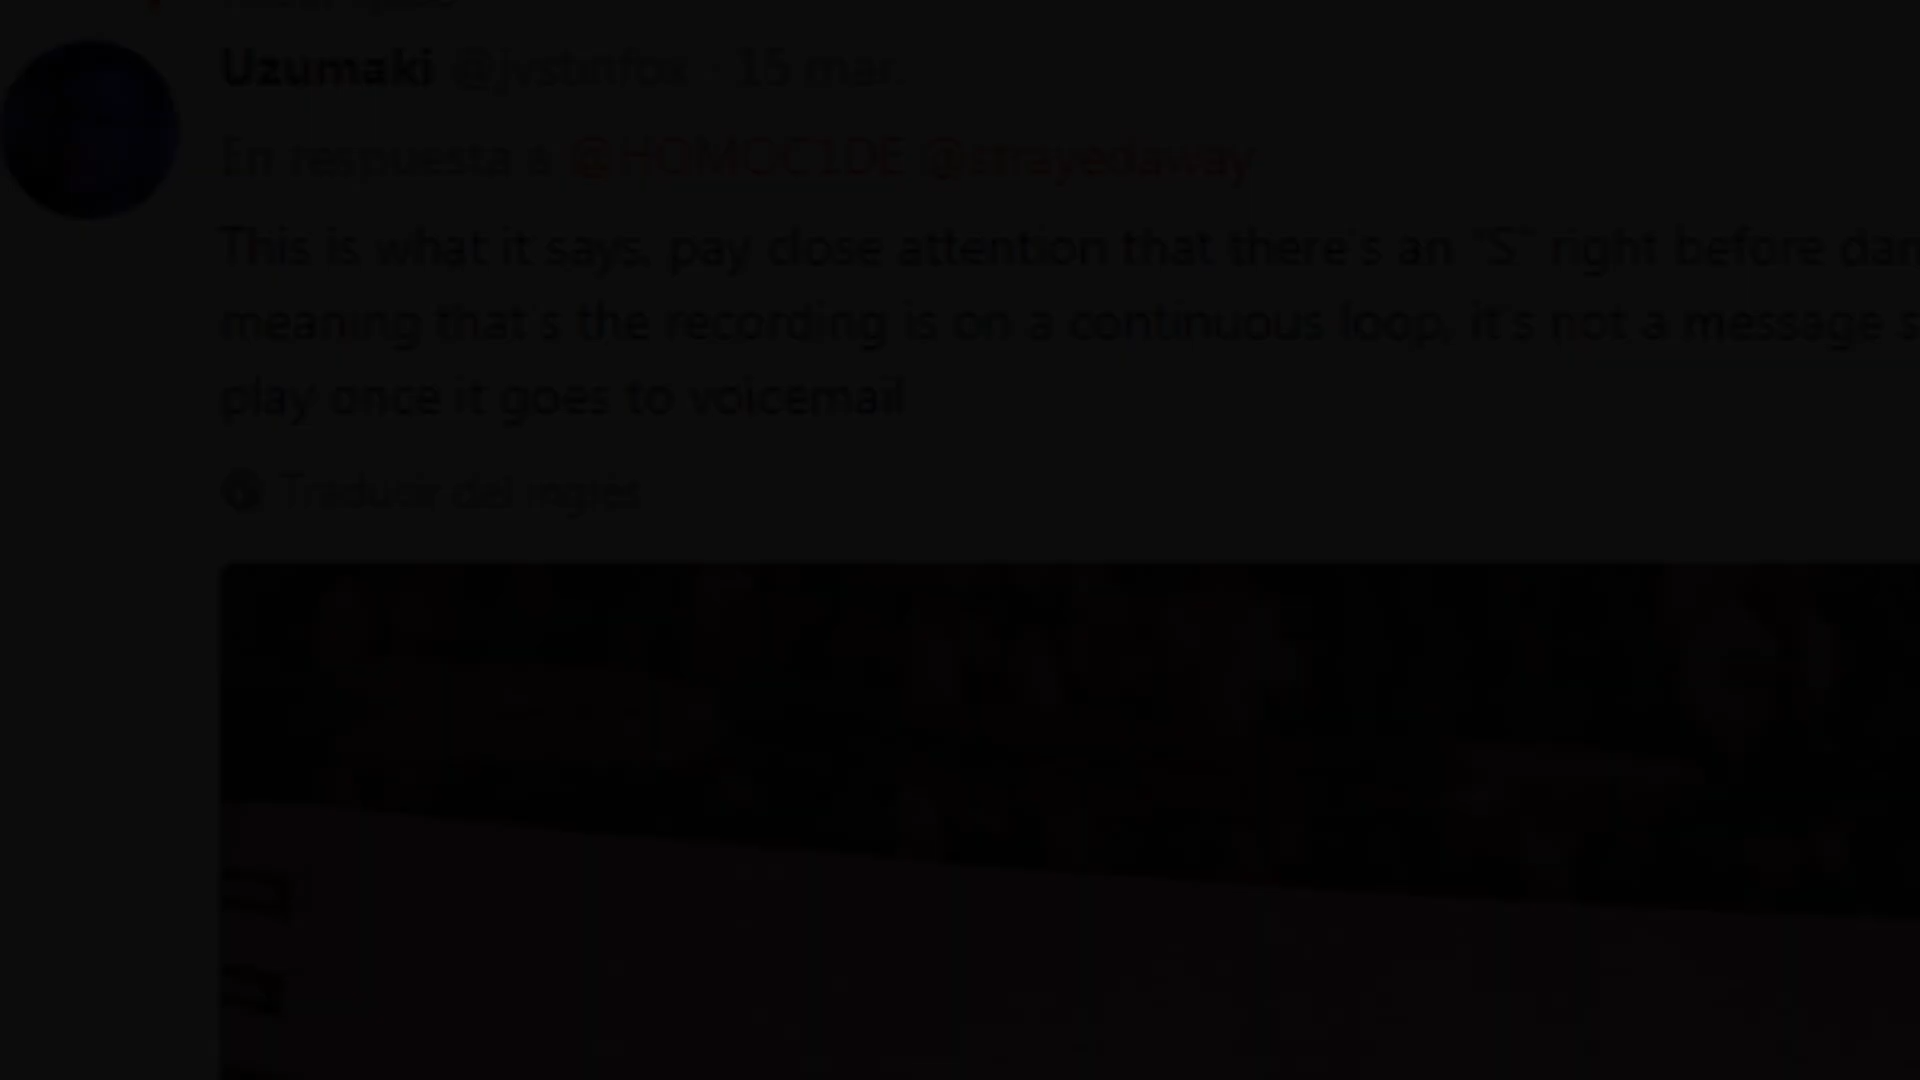 Uzumaki @jvstinfox · 15 mar.
En respuesta a @HOMOC1DE @strayedaway
This is what it says, pay close attention that there's an "S" right before dan
meaning that's the recording is on a continuous loop, it's not a message s
play once it goes to voicemail
Traducir del inglés